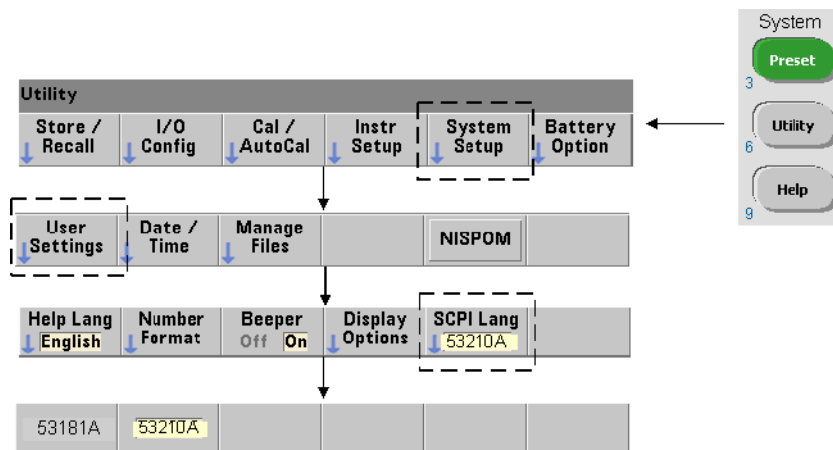 System
Preset
3
Utility
6
Help
9
Utility
Store / Recall
I/O Config
Cal / AutoCal
Instr Setup
System Setup
Battery Option
User Settings
Date / Time
Manage Files
NISPOM
Help Lang English
Number Format
Beeper Off On
Display Options
SCPI Lang 53210A
53181A
53210A